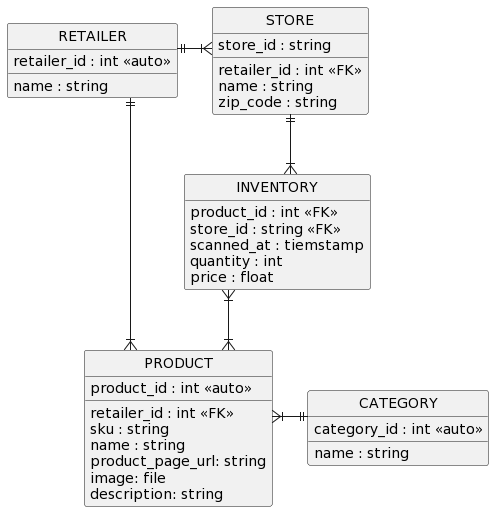 RETAILER
retailer_id : int «auto»
name : string
STORE
store_id : string
retailer_id : int «FK»
name : string
zip_code : string
INVENTORY
product_id : int «FK»
store_id : string «FK»
scanned_at : tiemstamp
quantity : int
price : float
PRODUCT
product_id : int «auto»
retailer_id : int «FK»
sku : string
name : string
product_page_url: string
image: file
description: string
CATEGORY
category_id : int «auto»
name : string